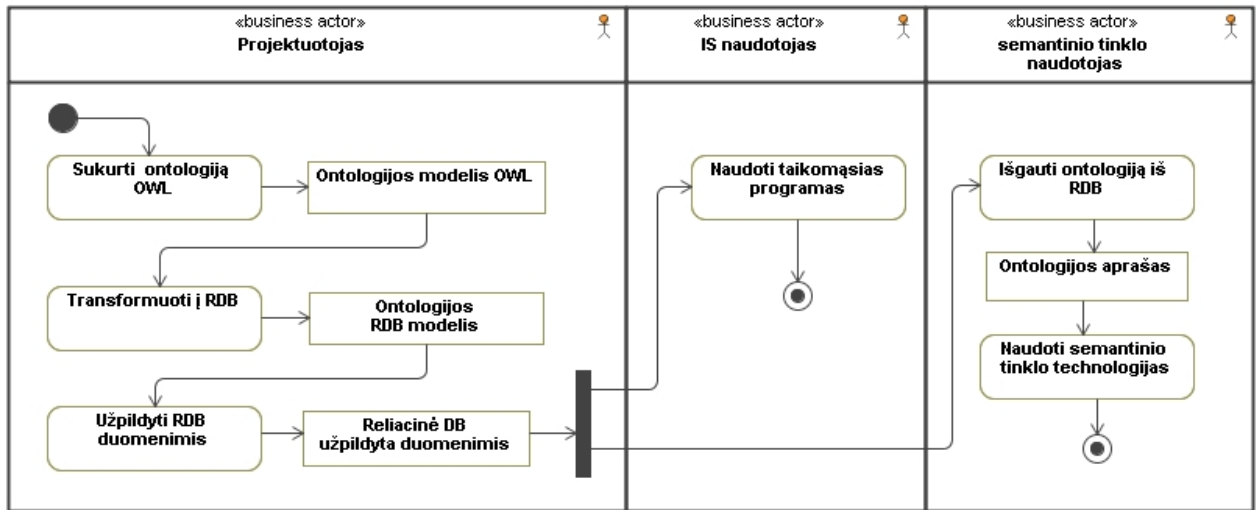 «business actor»
Projektuotojas
«business actor»
IS naudotojas
«business actor»
semantinio tinklo
naudotojas
Sukurti ontologiją
OWL
Ontologijos modelis OWL
Transformuoti į RDB
Ontologijos
RDB modelis
Užpildyti RDB
duomenimis
Reliacinė DB
užpildyta duomenimis
Naudoti taikomąsias
programas
Išgauti ontologiją iš
RDB
Ontologijos aprašas
Naudoti semantinio
tinklo technologijas